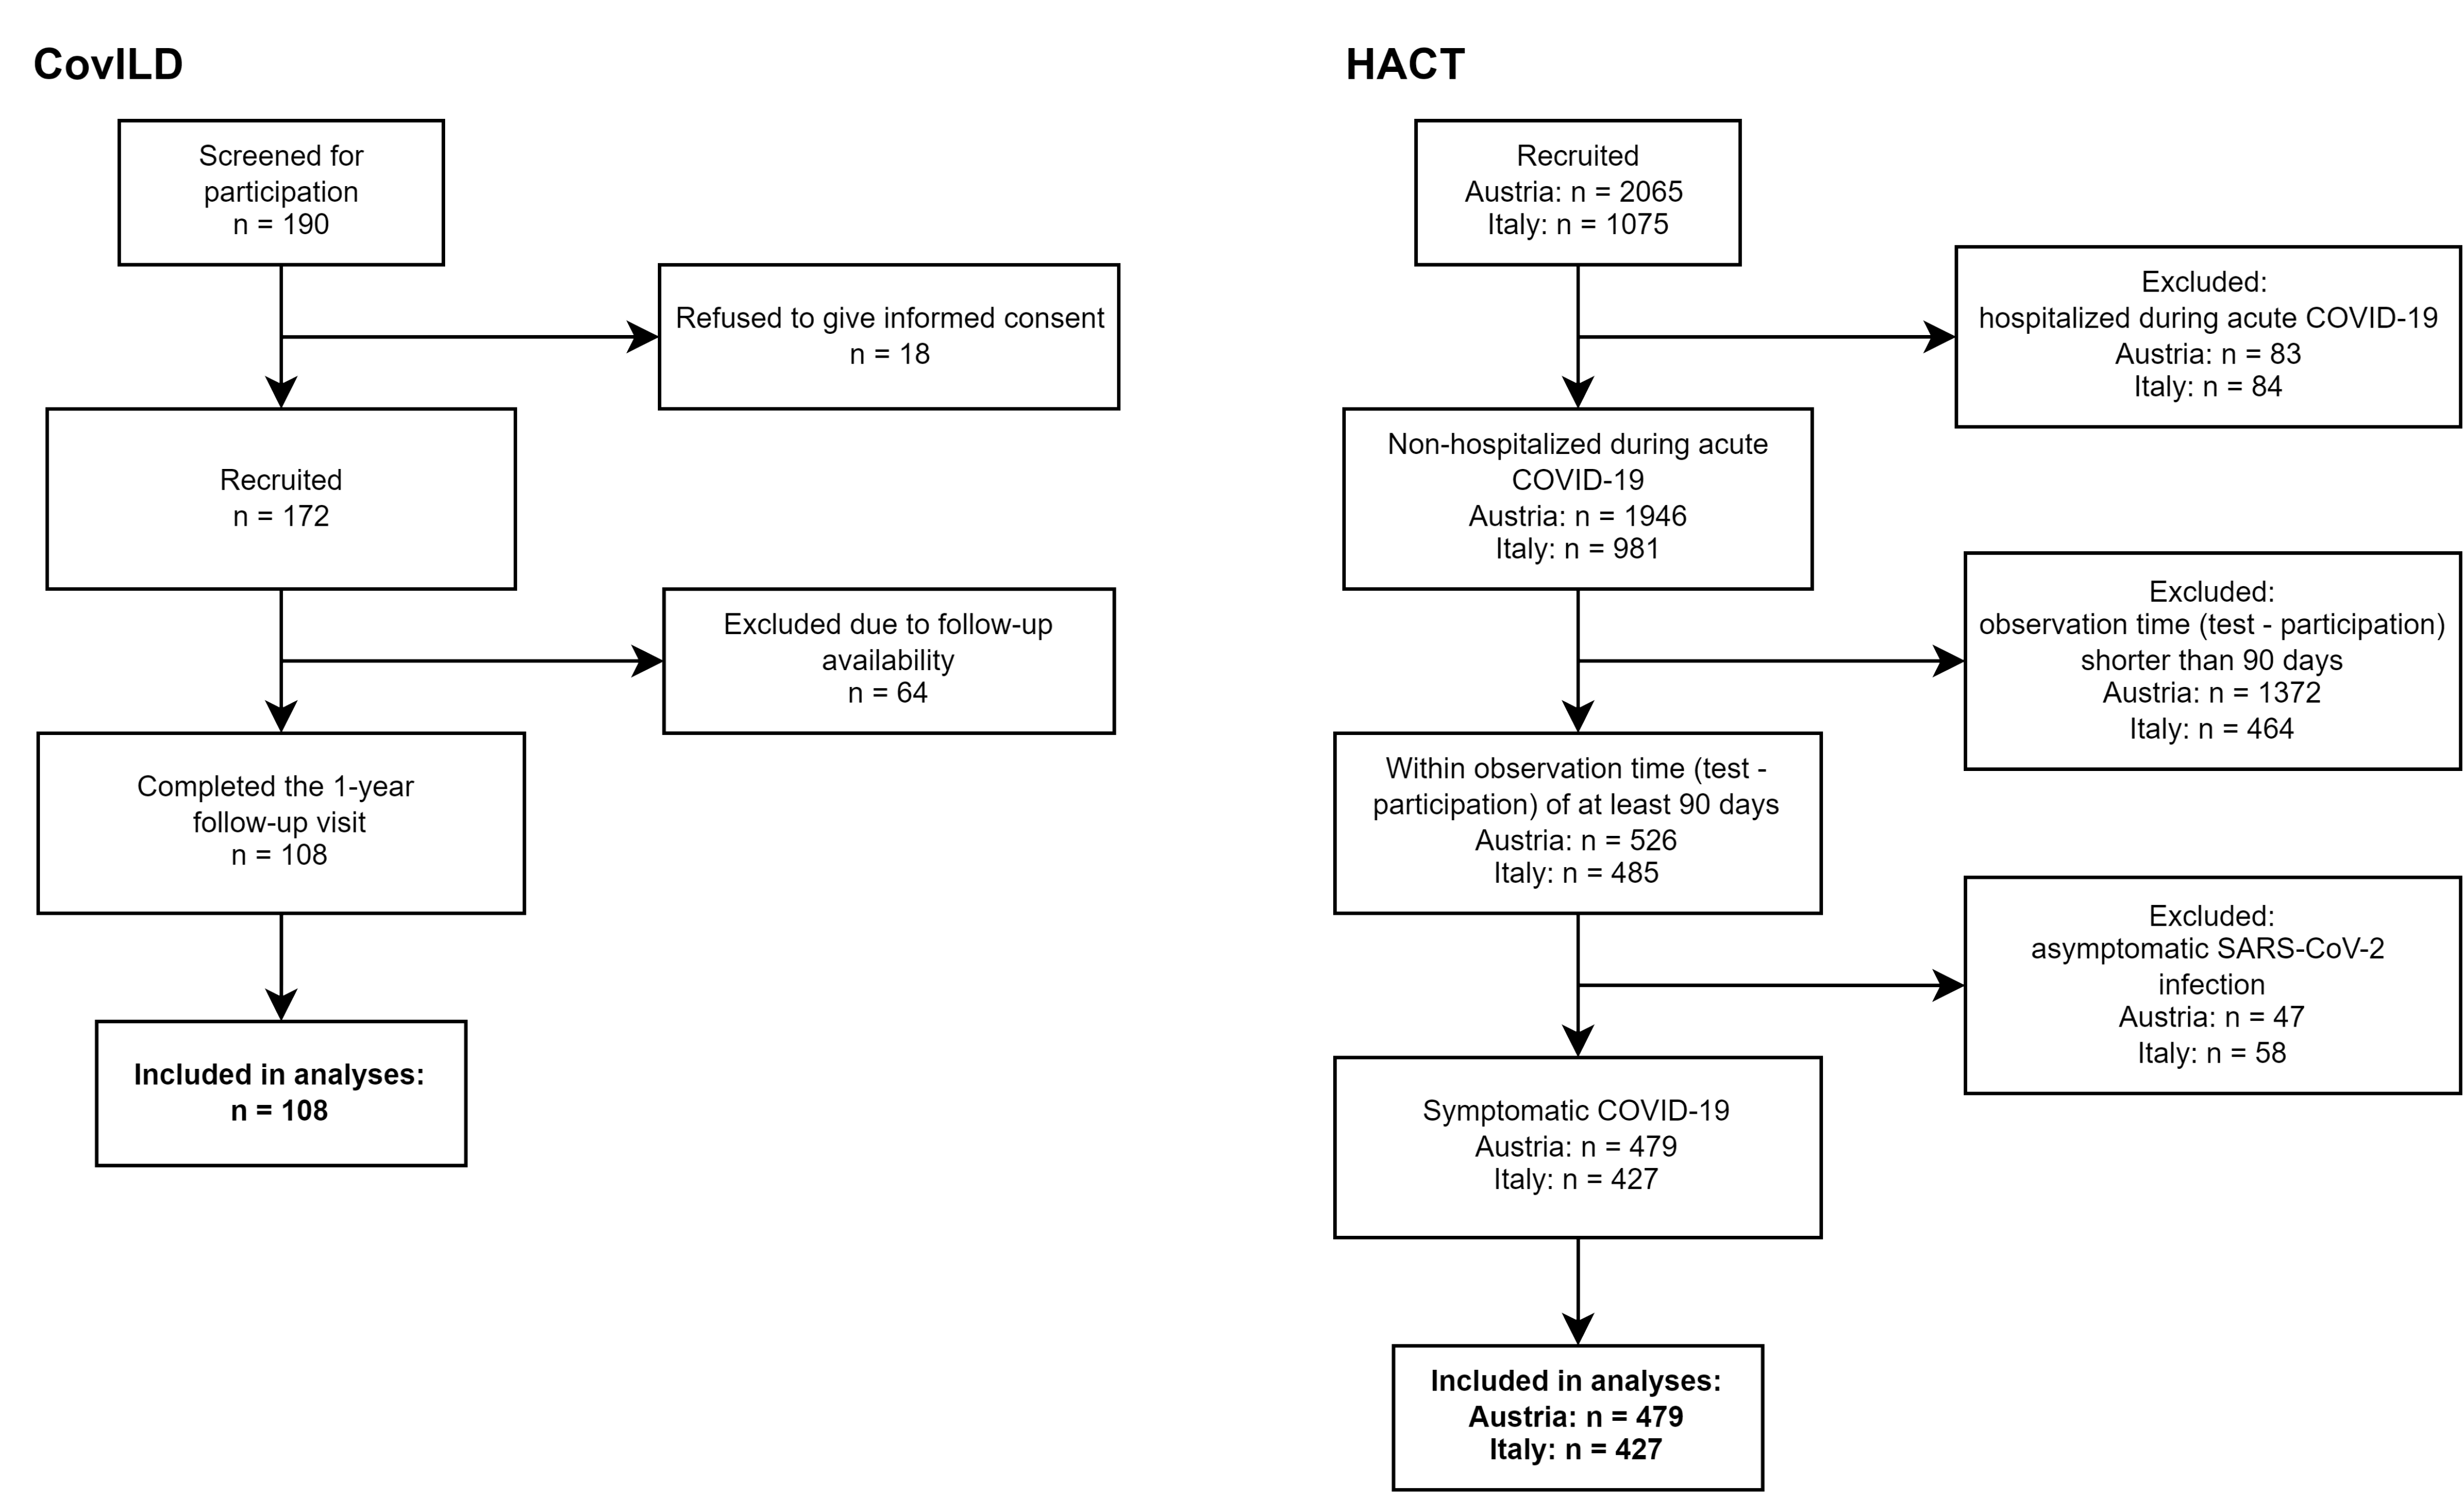 CovILD
Screened for
participation
n = 190
Refused to give informed consent
n = 18
Recruited
n = 172
Excluded due to follow-up
availability
n = 64
Completed the 1-year
follow-up visit
n = 108
Included in analyses:
n = 108
HACT
Recruited
Austria: n = 2065
Italy: n = 1075
Excluded:
hospitalized during acute COVID-19
Austria: n = 83
Italy: n = 84
Non-hospitalized during acute
COVID-19
Austria: n = 1946
Italy: n = 981
Excluded:
observation time (test - participation)
shorter than 90 days
Austria: n = 1372
Italy: n = 464
Within observation time (test -
participation) of at least 90 days
Austria: n = 526
Italy: n = 485
Excluded:
asymptomatic SARS-CoV-2
infection
Austria: n = 47
Italy: n = 58
Symptomatic COVID-19
Austria: n = 479
Italy: n = 427
Included in analyses:
Austria: n = 479
Italy: n = 427